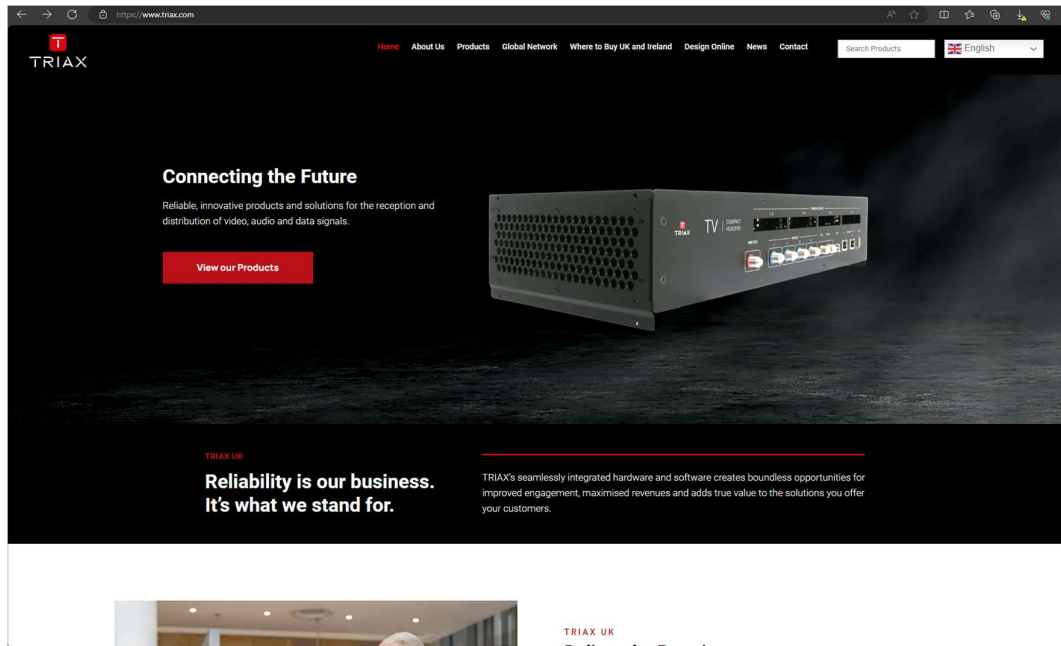 https://www.triax.com
TRIAX
Home About Us Products Global Network Where to Buy UK and Ireland Design Online News Contact
Search Products
English
Connecting the Future
Reliable, innovative products and solutions for the reception and
distribution of video, audio and data signals.
View our Products
TRIAX
TV COMPACT
HEADEND
TRIAX UK
Reliability is our business.
It's what we stand for.
TRIAX's seamlessly integrated hardware and software creates boundless opportunities for
improved engagement, maximised revenues and adds true value to the solutions you offer
your customers.
TRIAX UK